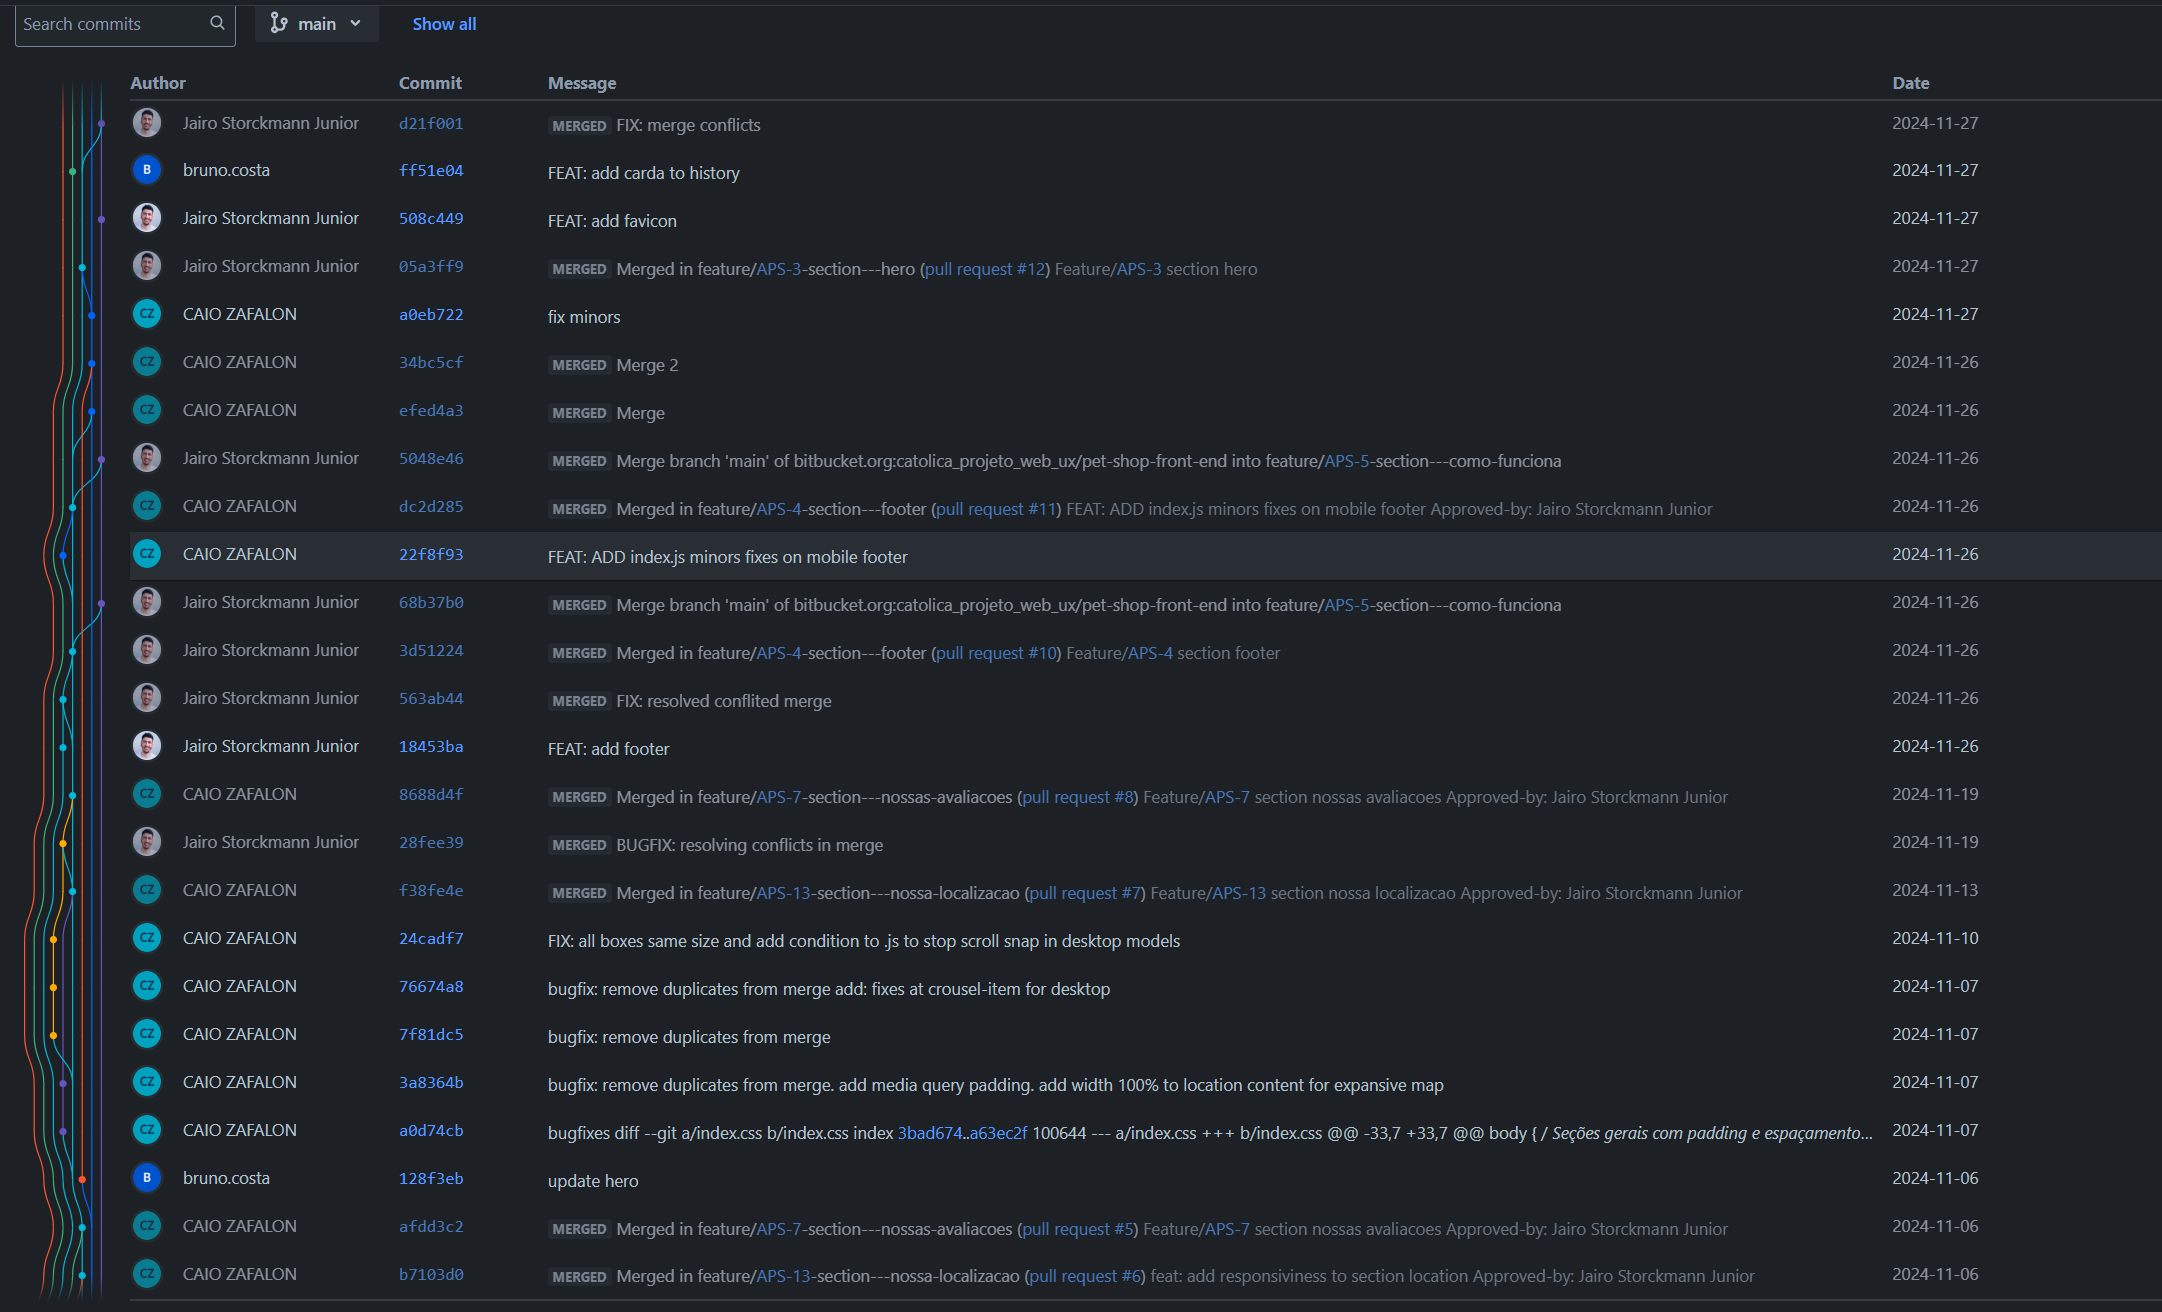 Search commits main Show all
Author Commit Message Date
Jairo Storckmann Junior d21f001 MERGED FIX: merge conflicts 2024-11-27
B bruno.costa ff51e04 FEAT: add carda to history 2024-11-27
Jairo Storckmann Junior 508c449 FEAT: add favicon 2024-11-27
Jairo Storckmann Junior 05a3ff9 MERGED Merged in feature/APS-3-section---hero (pull request #12) Feature/APS-3 section hero 2024-11-27
CZ CAIO ZAFALON a0eb722 fix minors 2024-11-27
CZ CAIO ZAFALON 34bc5cf MERGED Merge 2 2024-11-26
CZ CAIO ZAFALON efed4a3 MERGED Merge 2024-11-26
Jairo Storckmann Junior 5048e46 MERGED Merge branch 'main' of bitbucket.org:catolica_projeto_web_ux/pet-shop-front-end into feature/APS-5-section---como-funciona 2024-11-26
CZ CAIO ZAFALON dc2d285 MERGED Merged in feature/APS-4-section---footer (pull request #11) FEAT: ADD index.js minors fixes on mobile footer Approved-by: Jairo Storckmann Junior 2024-11-26
CZ CAIO ZAFALON 22f8f93 FEAT: ADD index.js minors fixes on mobile footer 2024-11-26
Jairo Storckmann Junior 68b37b0 MERGED Merge branch 'main' of bitbucket.org:catolica_projeto_web_ux/pet-shop-front-end into feature/APS-5-section---como-funciona 2024-11-26
Jairo Storckmann Junior 3d51224 MERGED Merged in feature/APS-4-section---footer (pull request #10) Feature/APS-4 section footer 2024-11-26
Jairo Storckmann Junior 563ab44 MERGED FIX: resolved conflited merge 2024-11-26
Jairo Storckmann Junior 18453ba FEAT: add footer 2024-11-26
CZ CAIO ZAFALON 8688d4f MERGED Merged in feature/APS-7-section---nossas-avaliacoes (pull request #8) Feature/APS-7 section nossas avaliacoes Approved-by: Jairo Storckmann Junior 2024-11-19
Jairo Storckmann Junior 28fee39 MERGED BUGFIX: resolving conflicts in merge 2024-11-19
CZ CAIO ZAFALON f38fe4e MERGED Merged in feature/APS-13-section---nossa-localizacao (pull request #7) Feature/APS-13 section nossa localizacao Approved-by: Jairo Storckmann Junior 2024-11-13
CZ CAIO ZAFALON 24cadf7 FIX: all boxes same size and add condition to .js to stop scroll snap in desktop models 2024-11-10
CZ CAIO ZAFALON 76674a8 bugfix: remove duplicates from merge add: fixes at crousel-item for desktop 2024-11-07
CZ CAIO ZAFALON 7f81dc5 bugfix: remove duplicates from merge 2024-11-07
CZ CAIO ZAFALON 3a8364b bugfix: remove duplicates from merge. add media query padding. add width 100% to location content for expansive map 2024-11-07
CZ CAIO ZAFALON a0d74cb bugfixes diff --git a/index.css b/index.css index 3bad674..a63ec2f 100644 --- a/index.css +++ b/index.css @@ -33,7 +33,7 @@ body { / Seções gerais com padding e espaçamento... 2024-11-07
B bruno.costa 128f3eb update hero 2024-11-06
CZ CAIO ZAFALON afdd3c2 MERGED Merged in feature/APS-7-section---nossas-avaliacoes (pull request #5) Feature/APS-7 section nossas avaliacoes Approved-by: Jairo Storckmann Junior 2024-11-06
CZ CAIO ZAFALON b7103d0 MERGED Merged in feature/APS-13-section---nossa-localizacao (pull request #6) feat: add responsiviness to section location Approved-by: Jairo Storckmann Junior 2024-11-06